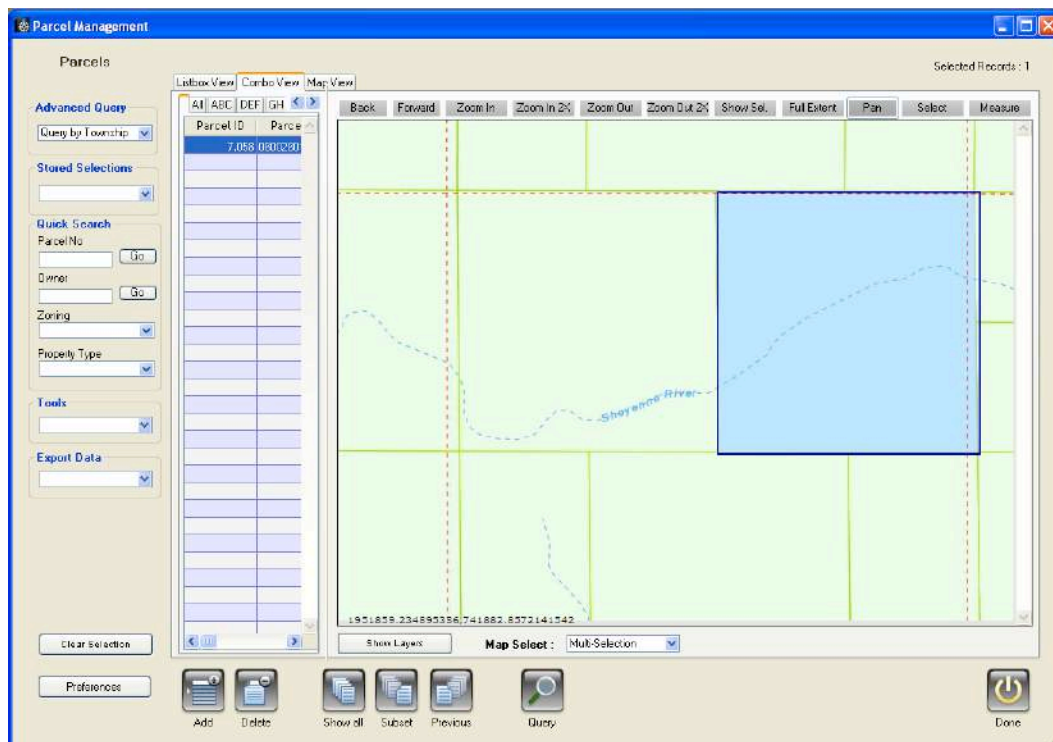 Parcel Management
Parcels
Selected Records : 1
Listbox View Combo View Map View
Advanced Query
Query by Township
Stored Selections
Quick Search
Parcel No
Go
Owner
Go
Zoning
Property Type
Tools
Export Data
Clear Selection
Preferences
All ABC DEF GH
Parcel ID Parce
7,058 0800280
Back Forward Zoom In Zoom In 2X Zoom Out Zoom Out 2X Show Sel. Full Extent Pan Select Measure
Sheyenne River
1951859.234895336,741882.8572141542
Show Layers Map Select : Multi-Selection
Add Delete Show all Subset Previous Query Done